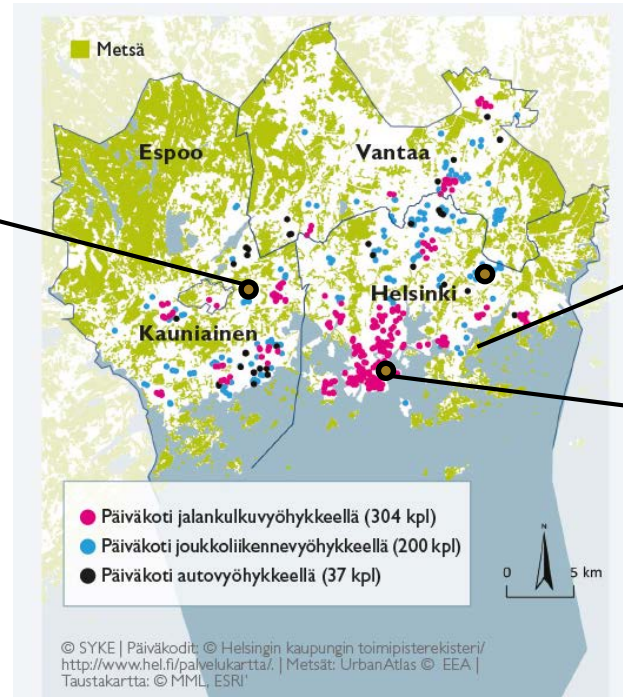 Metsä
Espoo
Vantaa
Helsinki
Kauniainen
Päiväkoti jalankulkuvyöhykkeellä (304 kpl)
Päiväkoti joukkoliikennevyöhykkeellä (200 kpl)
Päiväkoti autovyöhykkeellä (37 kpl)
N
0 5 km
© SYKE | Päiväkodit: © Helsingin kaupungin toimipisterekisteri/
http://www.hel.fi/palvelukartta/. | Metsät: UrbanAtlas © EEA |
Taustakartta: © MML, ESRI'